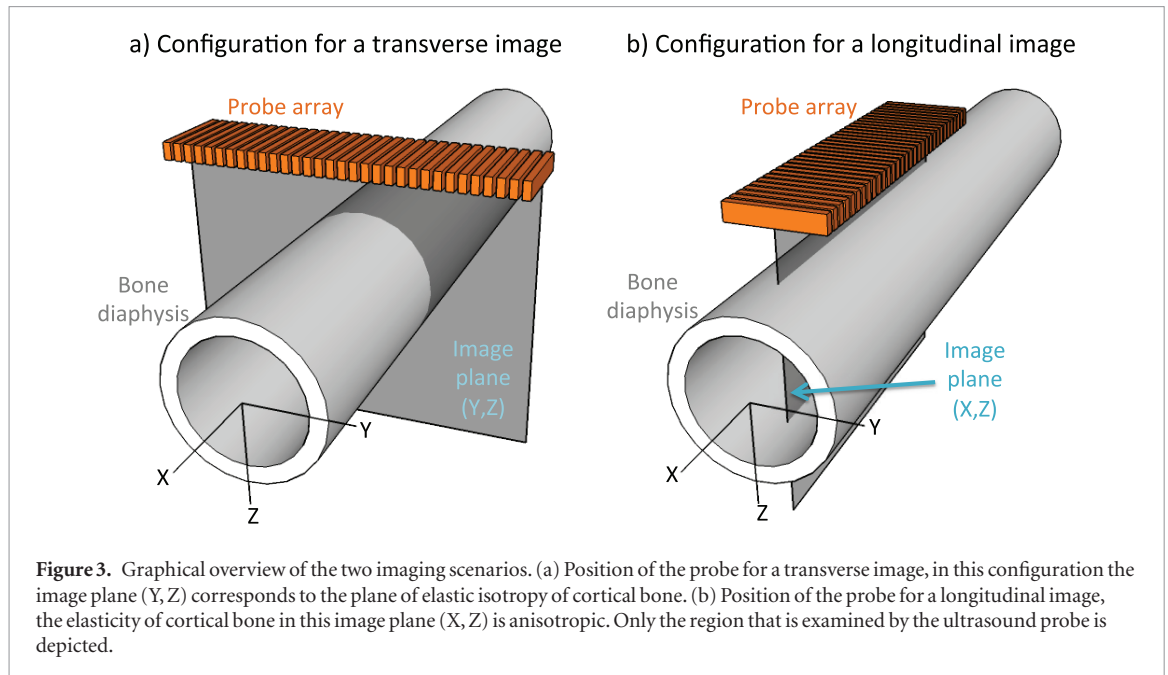 a) Configuration for a transverse image
Probe array
Bone
diaphysis
Image
plane
(Y,Z)
Y
X
Z
b) Configuration for a longitudinal image
Probe array
Bone
diaphysis
Image
plane
(X,Z)
Y
X
Z
Figure 3. Graphical overview of the two imaging scenarios. (a) Position of the probe for a transverse image, in this configuration the
image plane (Y, Z) corresponds to the plane of elastic isotropy of cortical bone. (b) Position of the probe for a longitudinal image,
the elasticity of cortical bone in this image plane (X, Z) is anisotropic. Only the region that is examined by the ultrasound probe is
depicted.